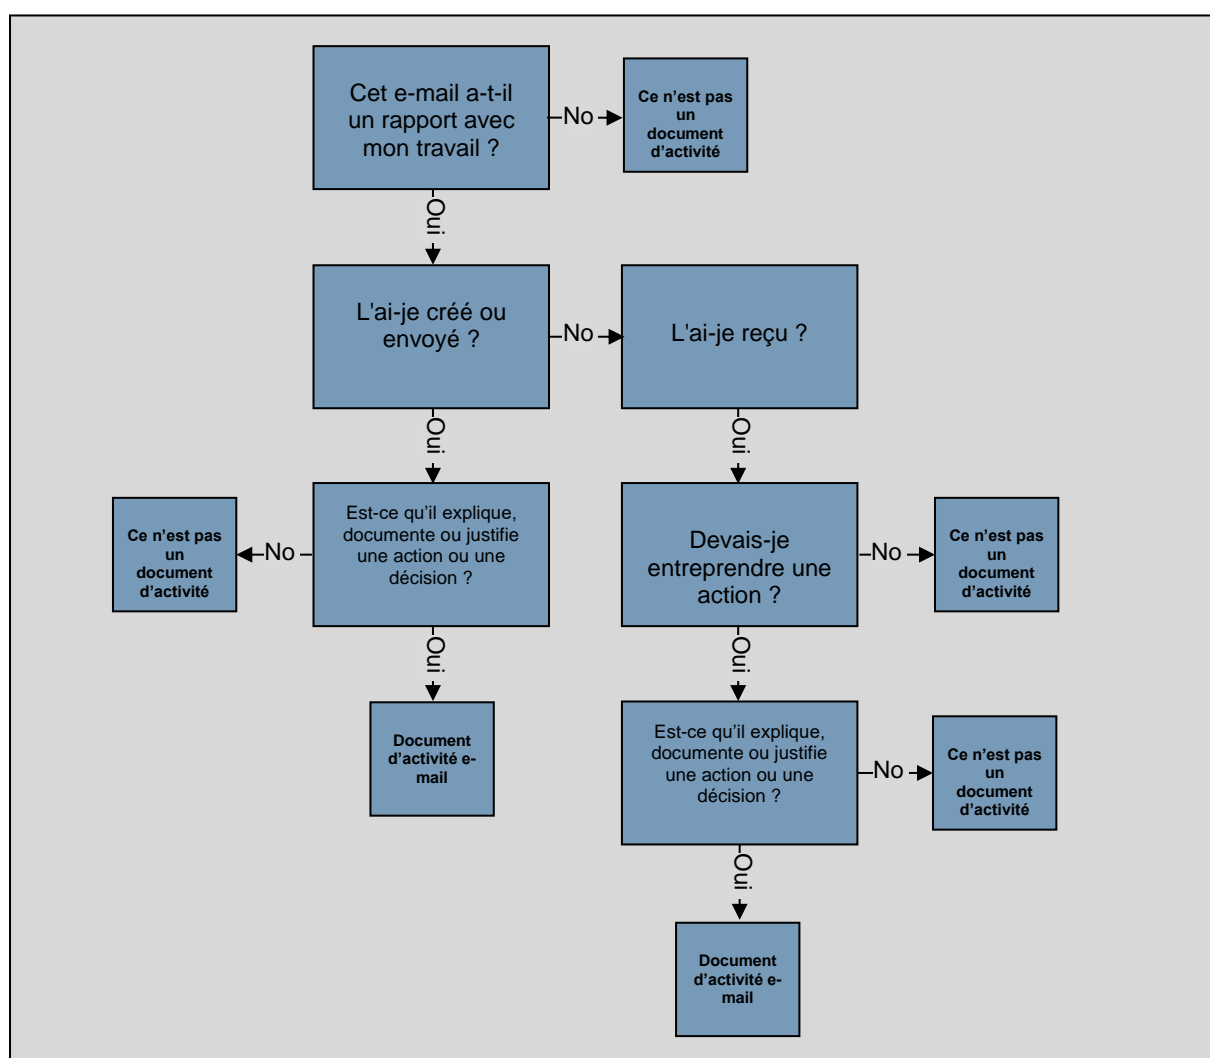 Cet e-mail a-t-il
un rapport avec
mon travail ?
No
Ce n’est pas
un
document
d’activité
Oui
L'ai-je créé ou
envoyé ?
No
L'ai-je reçu ?
Oui
Oui
Ce n’est pas
un
document
d’activité
No
Est-ce qu’il explique,
documente ou justifie
une action ou une
décision ?
Devais-je
entreprendre une
action ?
No
Ce n’est pas
un
document
d’activité
Oui
Oui
Document
d’activité e-
mail
Est-ce qu’il explique,
documente ou justifie
une action ou une
décision ?
No
Ce n’est pas
un
document
d’activité
Oui
Document
d’activité e-
mail